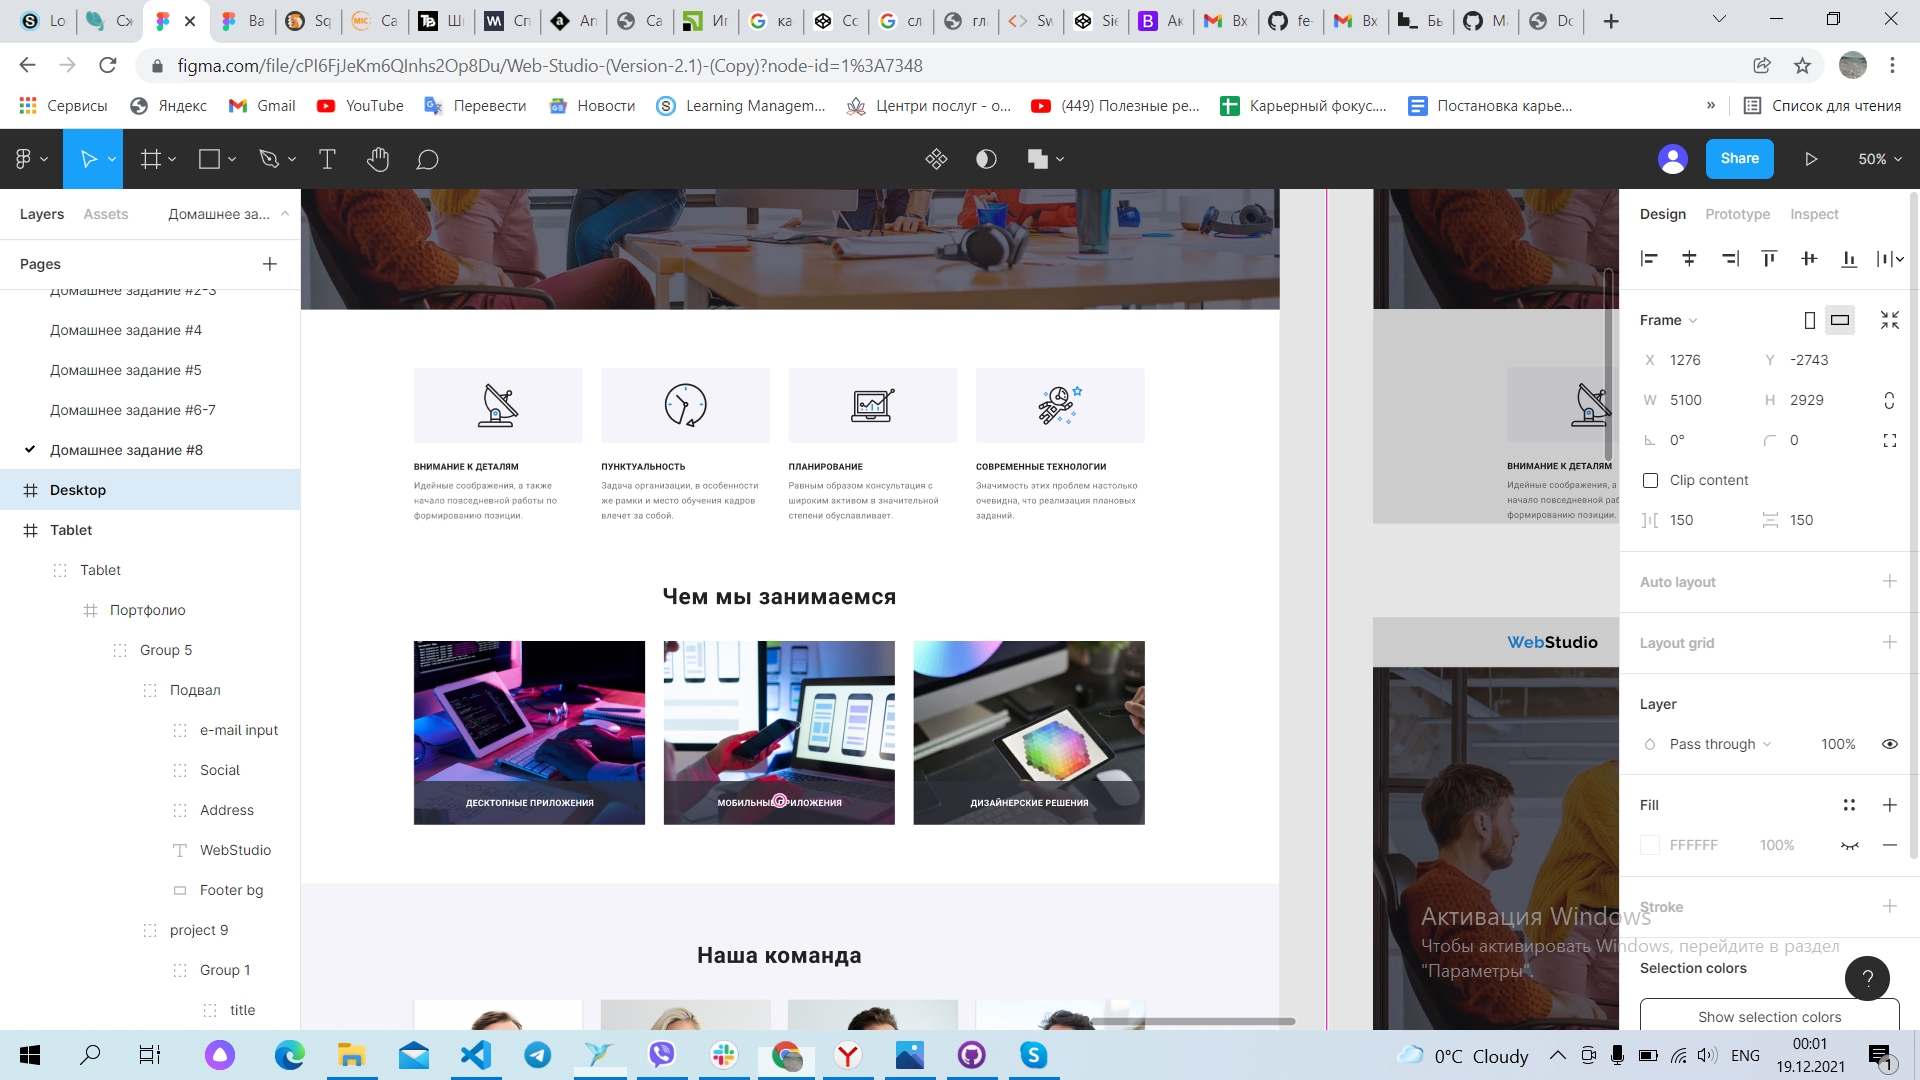 Lo
Сх
Ba
Sq
Ca
Шг
Сп
An
Са
Иг
ка
Cc
сл
гл
Sw
Sie
Ак
Вх
fe-
Вх
Бы
Dc
figma.com/file/cPI6FjJeKm6QInhs2Op8Du/Web-Studio-(Version-2.1)-(Copy)?node-id=1%3A7348
Сервисы
Яндекс
Gmail
YouTube
Перевести
Новости
Learning Managem...
Центри послуг - о...
(449) Полезные ре...
Карьерный фокус....
Постановка карье...
»
Список для чтения
Share
50%
Layers
Assets
Домашнее за...
Pages
Домашнее задание #2-3
Домашнее задание #4
Домашнее задание #5
Домашнее задание #6-7
Домашнее задание #8
Desktop
Tablet
Tablet
Портфолио
Group 5
Подвал
e-mail input
Social
Address
WebStudio
Footer bg
project 9
Group 1
title
ВНИМАНИЕ К ДЕТАЛЯМ
Идейные соображения, а также
начало повседневной работы по
формированию позиции.
ПУНКТУАЛЬНОСТЬ
Задача организации, в особенности
же рамки и место обучения кадров
влечет за собой.
ПЛАНИРОВАНИЕ
Равным образом консультация с
широким активом в значительной
степени обуславливает.
СОВРЕМЕННЫЕ ТЕХНОЛОГИИ
Значимость этих проблем настолько
очевидна, что реализация плановых
заданий.
Чем мы занимаемся
ДЕСКТОПНЫЕ ПРИЛОЖЕНИЯ
МОБИЛЬНЫЕ ПРИЛОЖЕНИЯ
ДИЗАЙНЕРСКИЕ РЕШЕНИЯ
Наша команда
ВНИМАНИЕ К ДЕТАЛЯМ
Идейные соображения, а
начало повседневной раб
формированию позиции.
WebStudio
Design
Prototype
Inspect
Frame
X 1276
Y -2743
W 5100
H 2929
0°
0
Clip content
150
150
Auto layout
Layout grid
Layer
Pass through
100%
Fill
FFFFFF
100%
Stroke
Активация Windows
Чтобы активировать Windows, перейдите в раздел
"Параметры".
Selection colors
?
Show selection colors
0°C Cloudy
ENG
00:01
19.12.2021
1